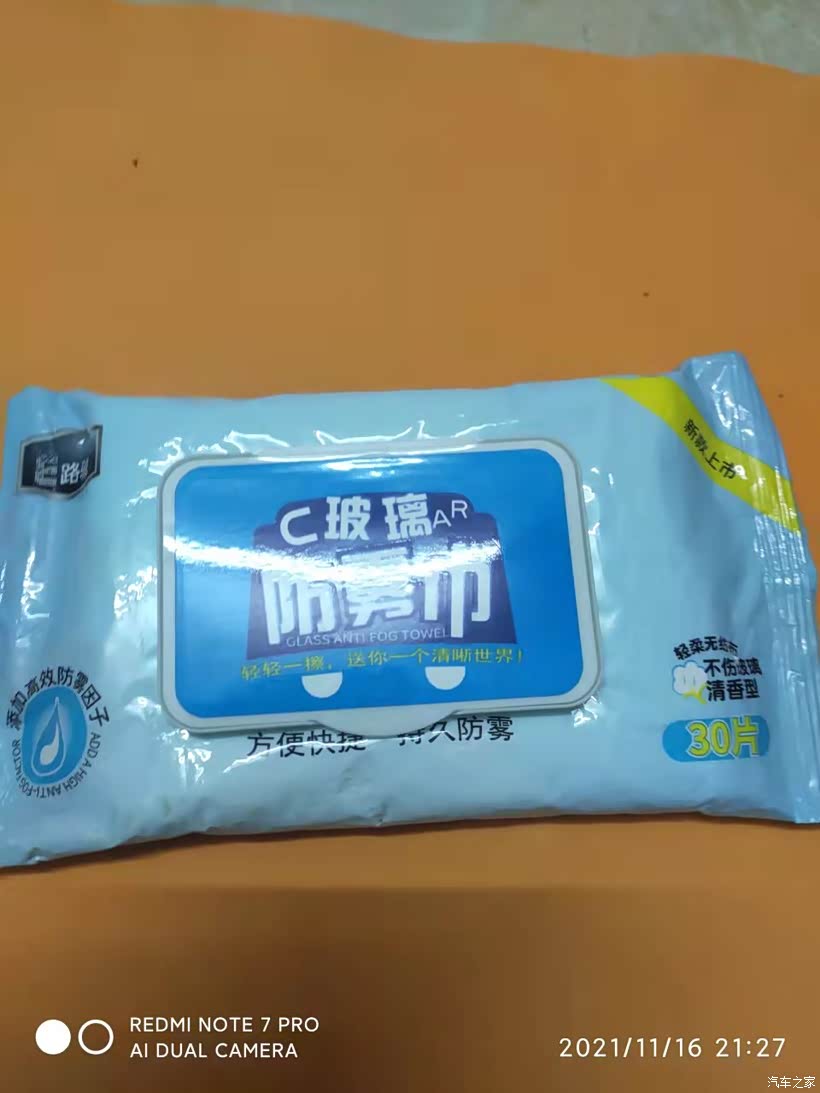 路
新款上市
C玻璃AR
防雾巾
GLASS ANTI FOG TOWEL
轻轻一擦，送你一个清晰世界！
方便快捷 持久防雾
添加高效防雾因子
ADD A HIGH ANTI-FOG FACTOR
轻柔无纺布
不伤玻璃
清香型
30片
REDMI NOTE 7 PRO
AI DUAL CAMERA
2021/11/16 21:27
汽车之家